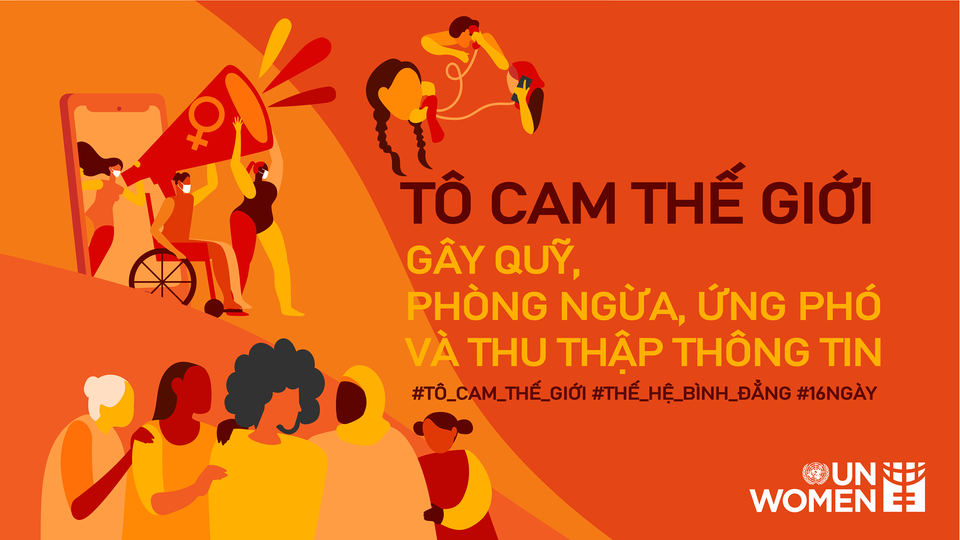 TÔ CAM THẾ GIỚI
GÂY QUỸ,
PHÒNG NGỪA, ỨNG PHÓ
VÀ THU THẬP THÔNG TIN
#TÔ_CAM_THẾ_GIỚI #THẾ_HỆ_BÌNH_ĐẲNG #16NGÀY
UN
WOMEN